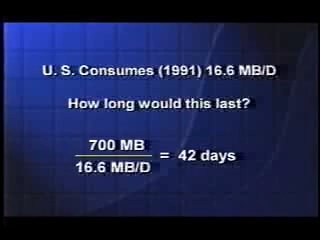 U. S. Consumes (1991) 16.6 MB/D
How long would this last?
700 MB
16.6 MB/D
= 42 days